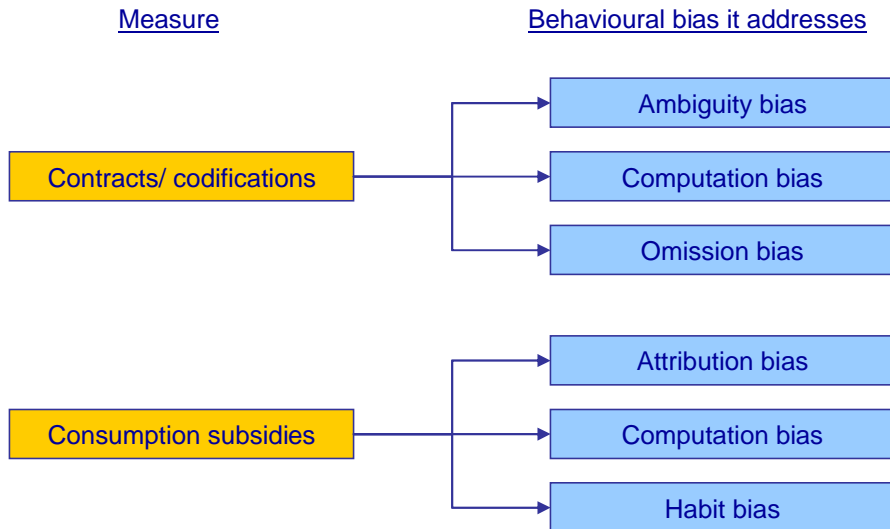 Measure
Behavioural bias it addresses
Contracts/ codifications
Ambiguity bias
Computation bias
Omission bias
Consumption subsidies
Attribution bias
Computation bias
Habit bias